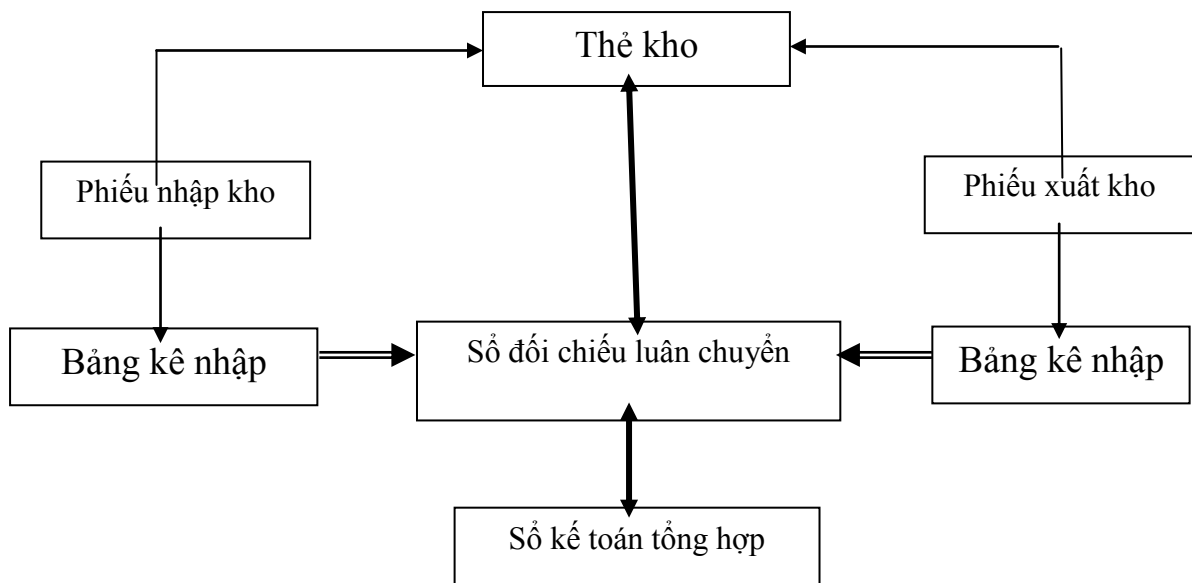 Thẻ kho
Phiếu nhập kho
Phiếu xuất kho
Bảng kê nhập
Sổ đối chiếu luân chuyển
Bảng kê nhập
Sổ kế toán tổng hợp